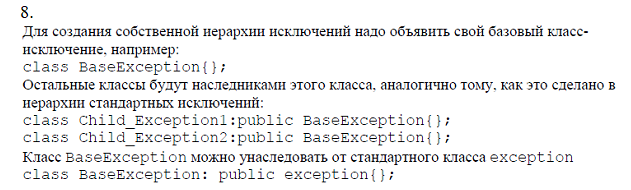 8.
Для создания собственной иерархии исключений надо объявить свой базовый класс-
исключение, например:
class BaseException{};
Остальные классы будут наследниками этого класса, аналогично тому, как это сделано в
иерархии стандартных исключений:
class Child_Exception1:public BaseException{};
class Child_Exception2:public BaseException{};
Класс BaseException можно унаследовать от стандартного класса exception
class BaseException: public exception{};